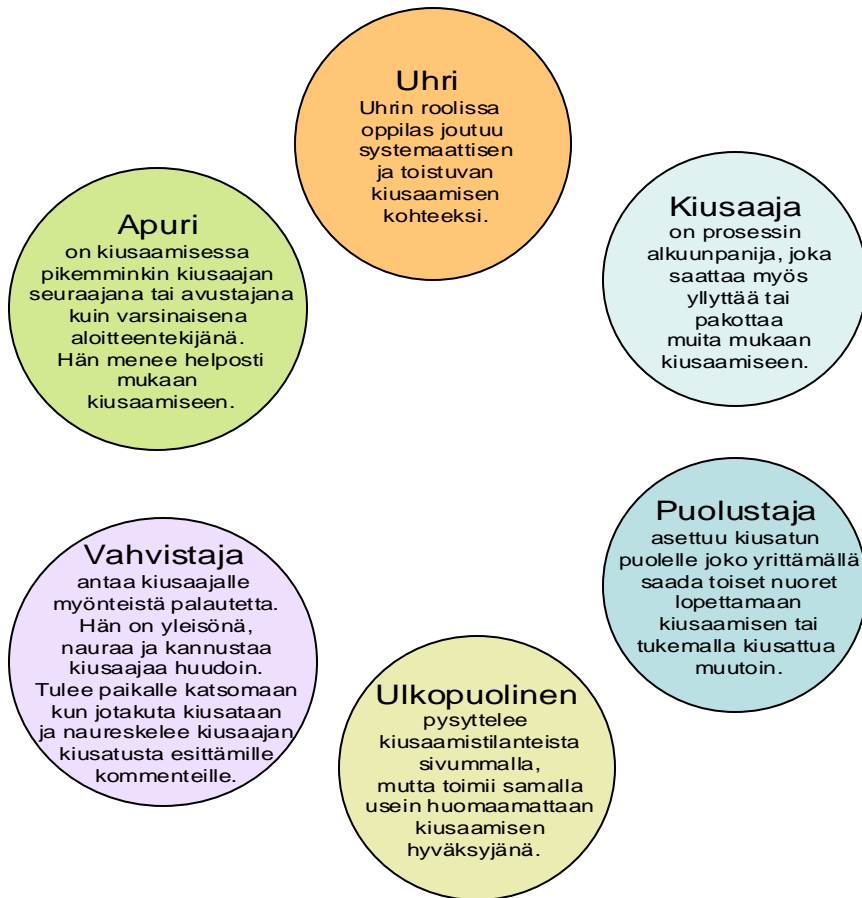 Uhri
Uhrin roolissa
oppilas joutuu
systemaattisen
ja toistuvan
kiusaamisen
kohteeksi.
Kiusaaja
on prosessin
alkuunpanija, joka
saattaa myös
yllyttää tai
pakottaa
muita mukaan
kiusaamiseen.
Puolustaja
asettuu kiusatun
puolelle joko yrittämällä
saada toiset nuoret
lopettamaan
kiusaamisen tai
tukemalla kiusattua
muutoin.
Ulkopuolinen
pysyttelee
kiusaamistilanteista
sivummalla,
mutta toimii samalla
usein huomaamattaan
kiusaamisen
hyväksyjänä.
Vahvistaja
antaa kiusaajalle
myönteistä palautetta.
Hän on yleisönä,
nauraa ja kannustaa
kiusaajaa huudoin.
Tulee paikalle katsomaan
kun jotakuta kiusataan
ja naureskelee kiusaajan
kiusatusta esittämille
kommenteille.
Apuri
on kiusaamisessa
pikemminkin kiusaajan
seuraajana tai avustajana
kuin varsinaisena
aloitteentekijänä.
Hän menee helposti
mukaan
kiusaamiseen.